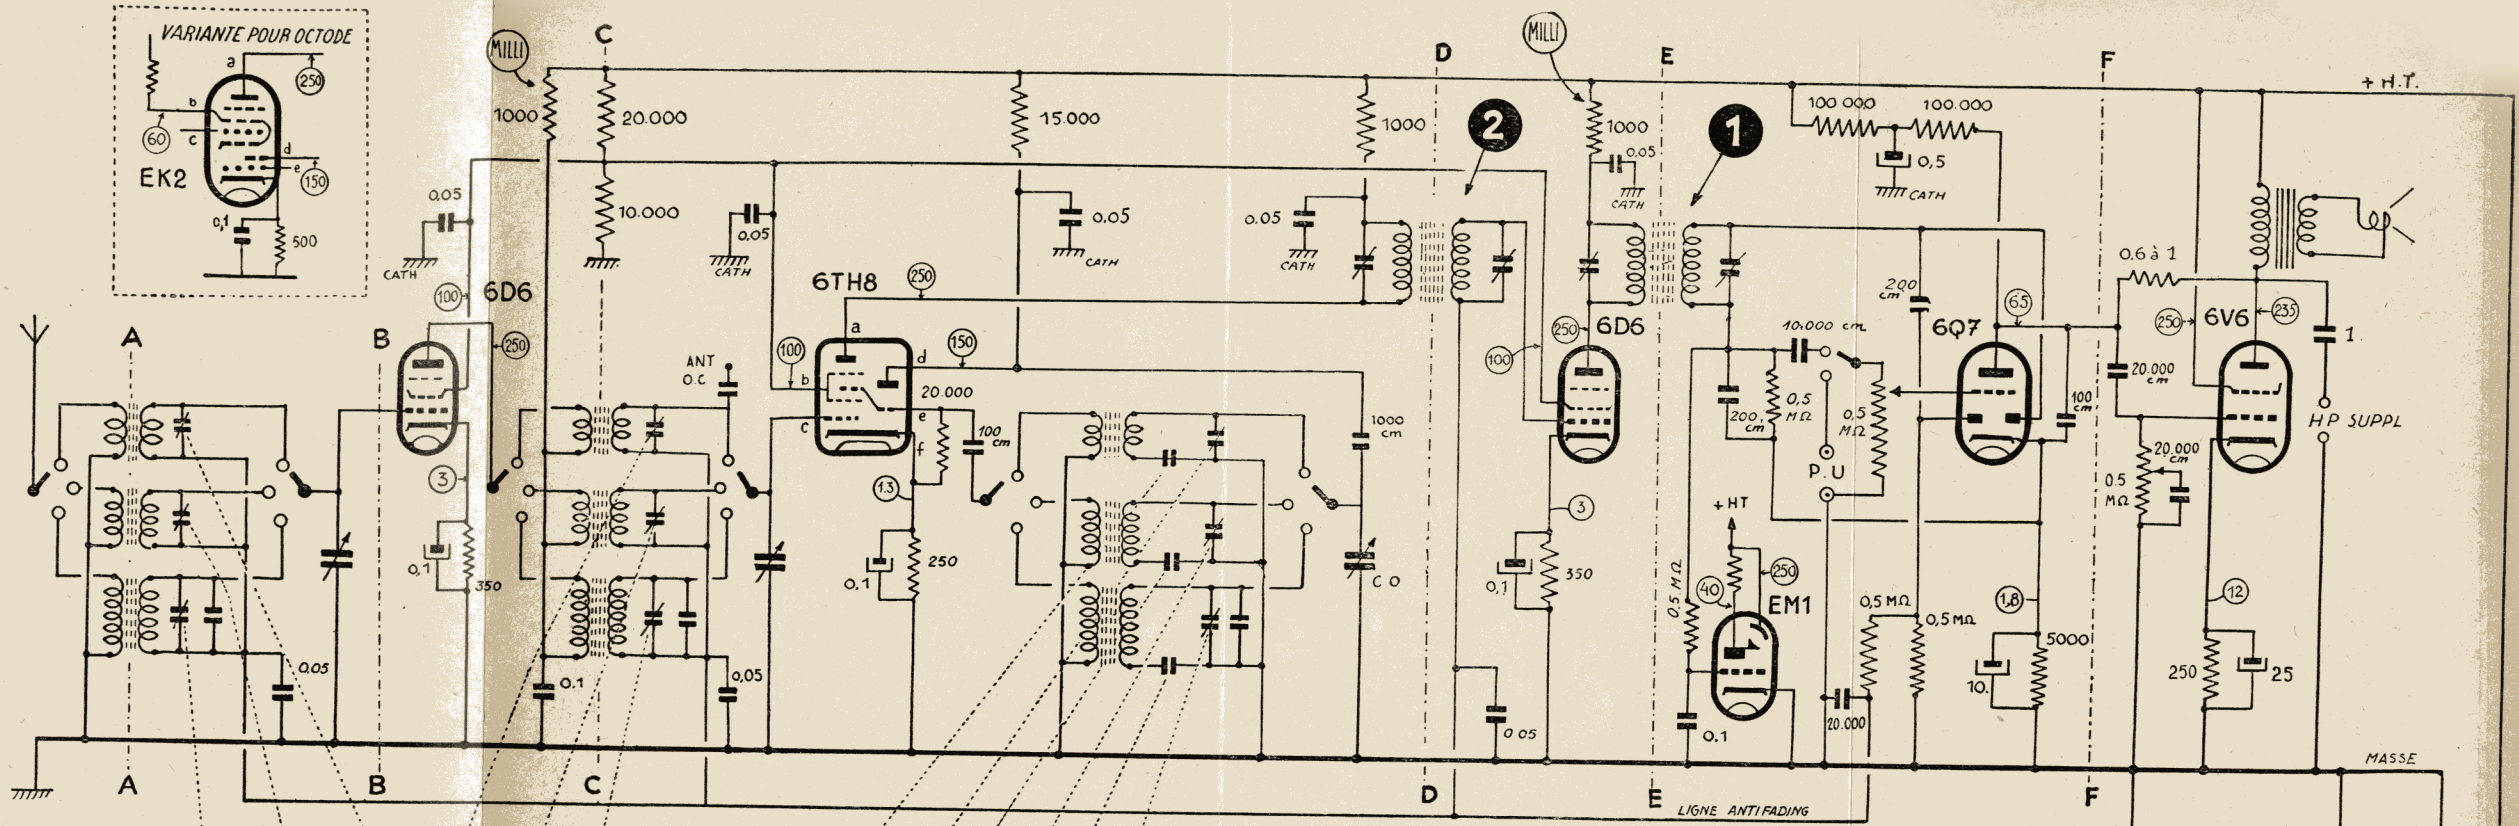 VARIANTE POUR OCTODE
a
250
b
60
c
d
e
150
EK2
0,1
500
MILLI
C
1000
20.000
10.000
0,05
CATH
100
6D6
250
3
0,1
350
A
B
0.05
A
B
0.1
C
15.000
0,05
CATH
0.05
CATH
6TH8
250
a
100
b
c
d
150
20.000
e
f
100
cm
13
0.1
250
ANT
O.C
0,05
1000
0.05
CATH
1000
cm
C O
D
2
MILLI
1000
0,05
CATH
E
1
250
6D6
100
3
0,1
350
0 05
D
E
100 000
100.000
0,5
CATH
200
cm
10.000 cm
6Q7
65
200
cm
0,5
MΩ
0,5
MΩ
P.U
100
cm
+HT
250
40
EM1
0.5 MΩ
0.1
0,5 MΩ
0,5 MΩ
20.000
1,8
5000
10.
LIGNE ANTIFADING
F
+ H.T.
0,6 à 1
250
6V6
235
1
20.000
cm
HP SUPPL
20.000
cm
0.5
MΩ
12
250
25
MASSE
F